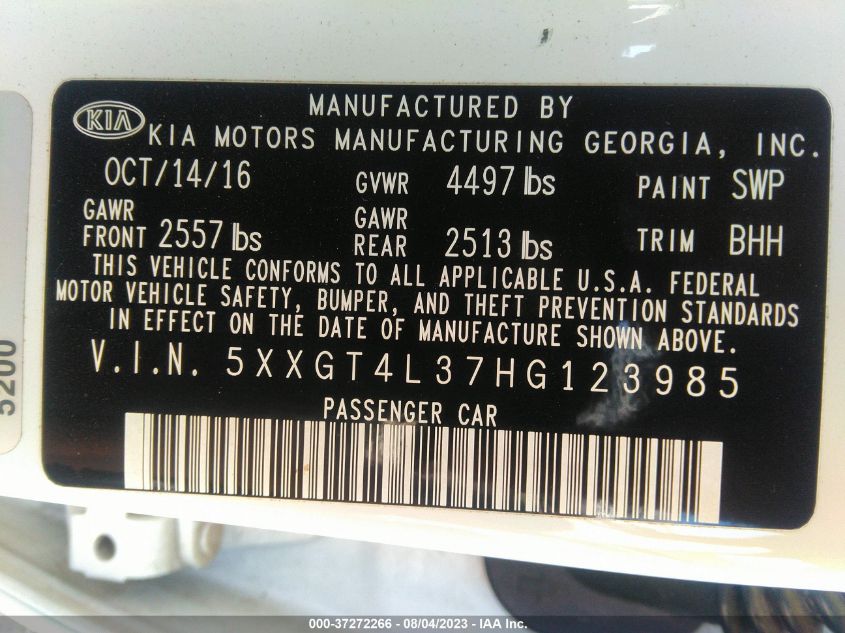 MANUFACTURED BY
KIA KIA MOTORS MANUFACTURING GEORGIA, INC.
OCT/14/16 GVWR 4497 lbs PAINT SWP
GAWR FRONT 2557 lbs GAWR REAR 2513 lbs TRIM BHH
THIS VEHICLE CONFORMS TO ALL APPLICABLE U.S.A. FEDERAL
MOTOR VEHICLE SAFETY, BUMPER, AND THEFT PREVENTION STANDARDS
IN EFFECT ON THE DATE OF MANUFACTURE SHOWN ABOVE.
V.I.N. 5XXGT4L37HG123985
PASSENGER CAR
5200
000-37272266 - 08/04/2023 - IAA Inc.